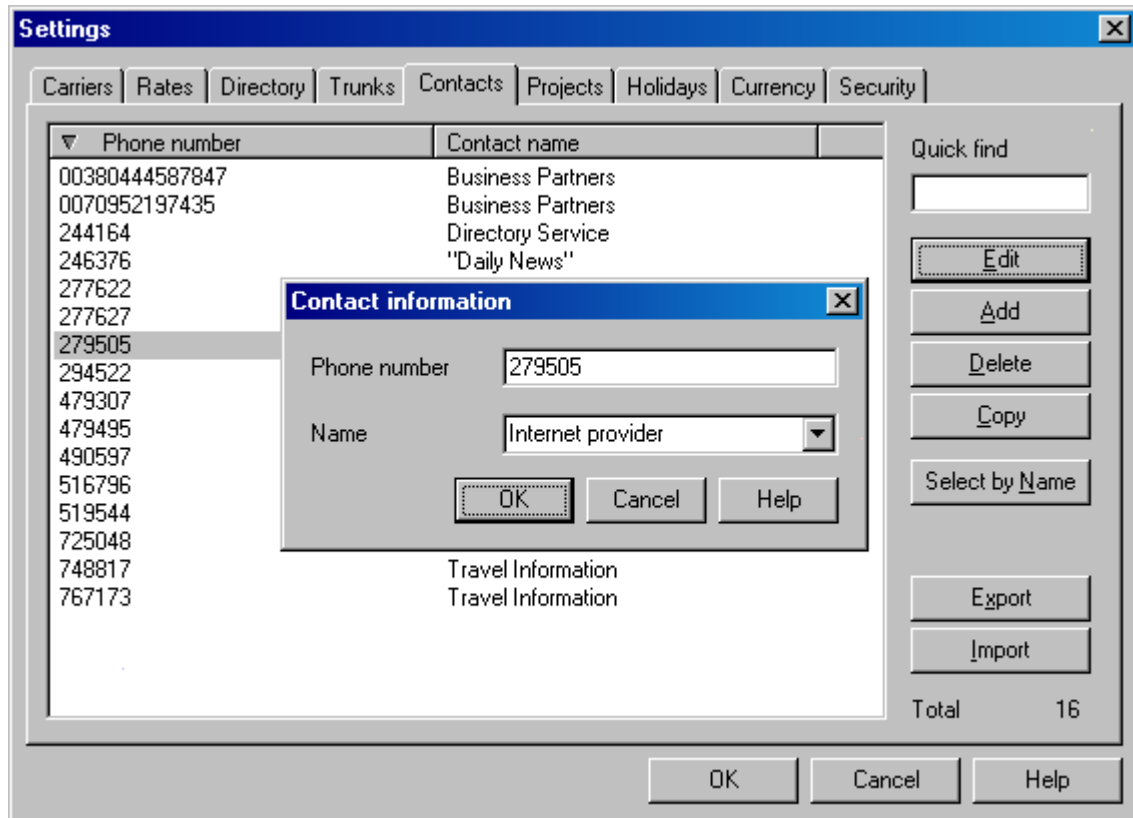 Settings
Carriers Rates Directory Trunks Contacts Projects Holidays Currency Security
Phone number Contact name
Quick find
00380444587847 Business Partners
0070952197435 Business Partners
244164 Directory Service
246376 "Daily News"
Edit
277622
Contact information
277627
Add
279505
Phone number 279505
Delete
294522
479307
Copy
479495
Name Internet provider
490597
516796
Select by Name
OK Cancel Help
519544
725048
748817 Travel Information
767173 Travel Information
Export
Import
Total 16
OK Cancel Help